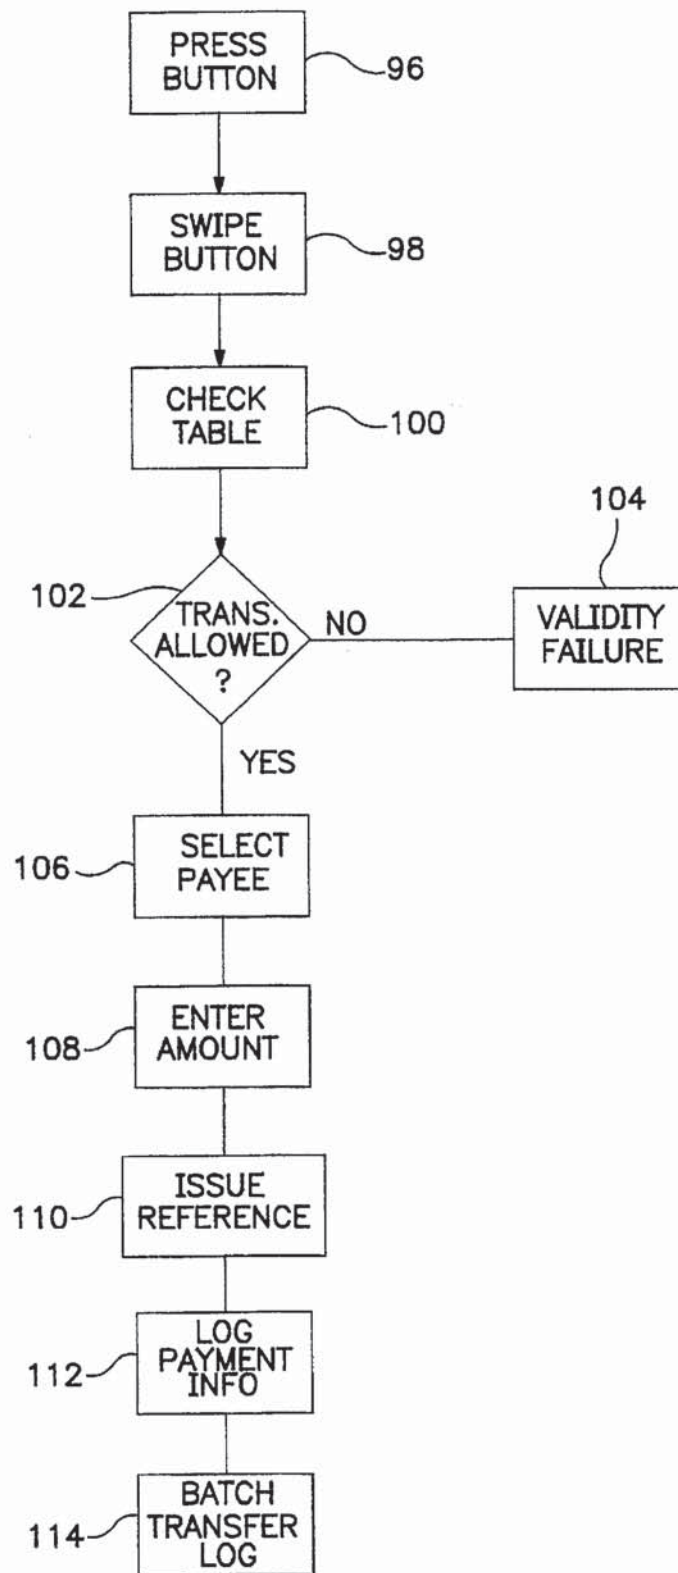 PRESS
BUTTON
96
SWIPE
BUTTON
98
CHECK
TABLE
100
104
102
TRANS.
ALLOWED
?
NO
VALIDITY
FAILURE
YES
106
SELECT
PAYEE
108
ENTER
AMOUNT
110
ISSUE
REFERENCE
112
LOG
PAYMENT
INFO
114
BATCH
TRANSFER
LOG